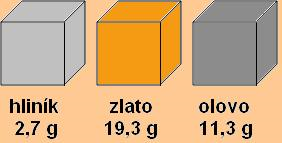 hliník zlato olovo
2,7 g 19,3 g 11,3 g